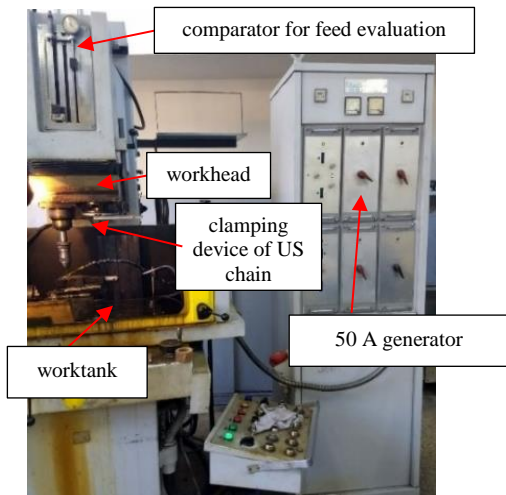 comparator for feed evaluation
workhead
clamping
device of US
chain
50 A generator
worktank